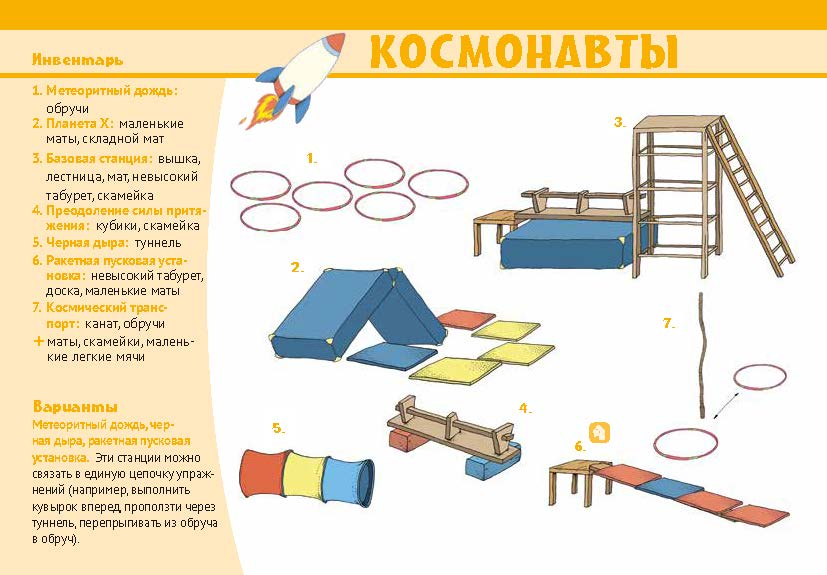 КОСМОНАВТЫ
Инвентарь
1. Метеоритный дождь:
обручи
2. Планета Х: маленькие
маты, складной мат
3. Базовая станция: вышка,
лестница, мат, невысокий
табурет, скамейка
4. Преодоление силы притя-
жения: кубики, скамейка
5. Черная дыра: туннель
6. Ракетная пусковая уста-
новка: невысокий табурет,
доска, маленькие маты
7. Космический транс-
порт: канат, обручи
+ маты, скамейки, малень-
кие легкие мячи
Варианты
Метеоритный дождь, чер-
ная дыра, ракетная пусковая
установка. Эти станции можно
связать в единую цепочку упраж-
нений (например, выполнить
кувырок вперед, проползти через
туннель, перепрыгивать из обруча
в обруч).
1.
2.
3.
4.
5.
6.
7.